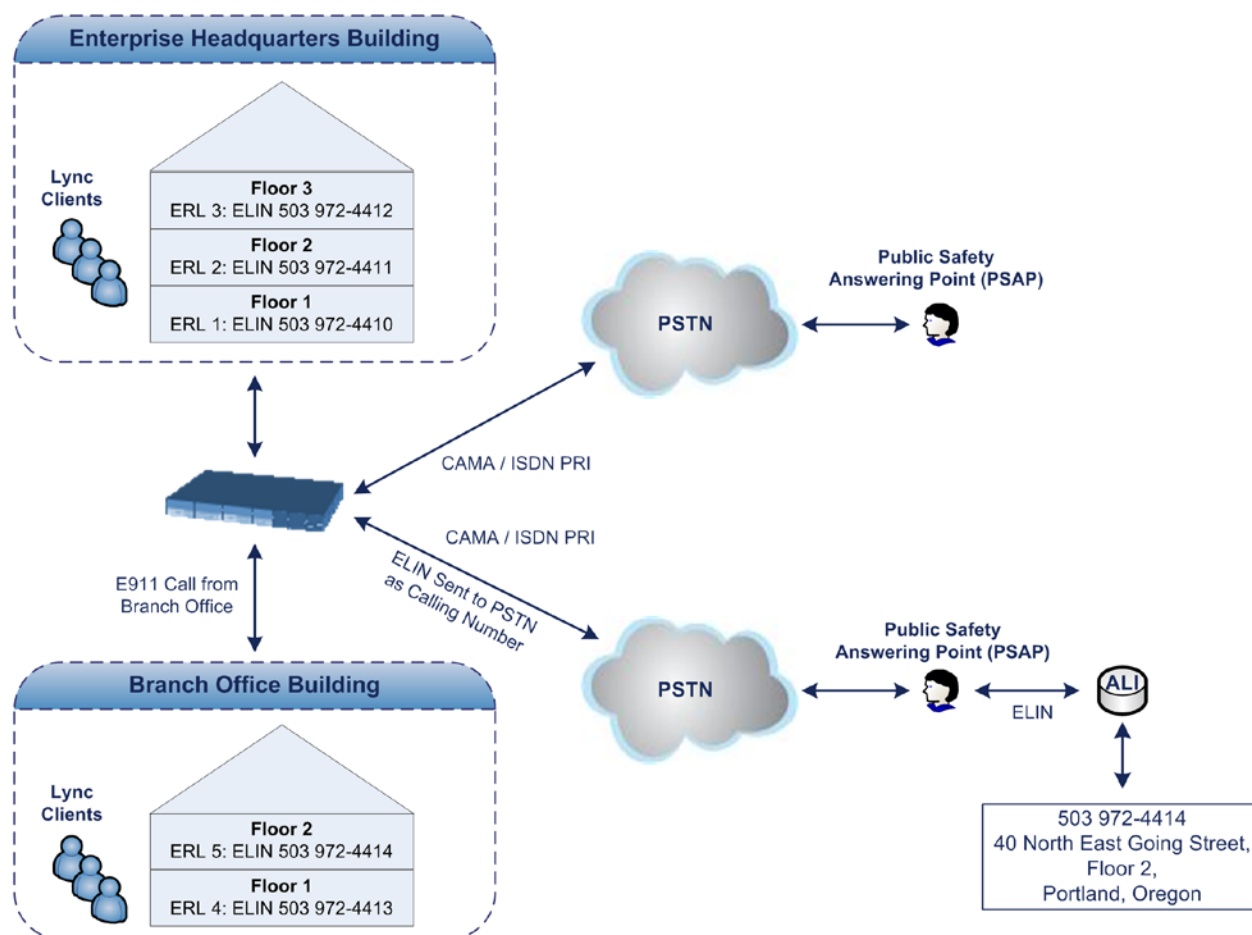 Enterprise Headquarters Building
Lync
Clients
Floor 3
ERL 3: ELIN 503 972-4412
Floor 2
ERL 2: ELIN 503 972-4411
Floor 1
ERL 1: ELIN 503 972-4410
PSTN
Public Safety
Answering Point (PSAP)
CAMA / ISDN PRI
CAMA / ISDN PRI
ELIN Sent to PSTN
as Calling Number
E911 Call from
Branch Office
Branch Office Building
Lync
Clients
Floor 2
ERL 5: ELIN 503 972-4414
Floor 1
ERL 4: ELIN 503 972-4413
PSTN
Public Safety
Answering Point (PSAP)
ELIN
ALI
503 972-4414
40 North East Going Street,
Floor 2,
Portland, Oregon